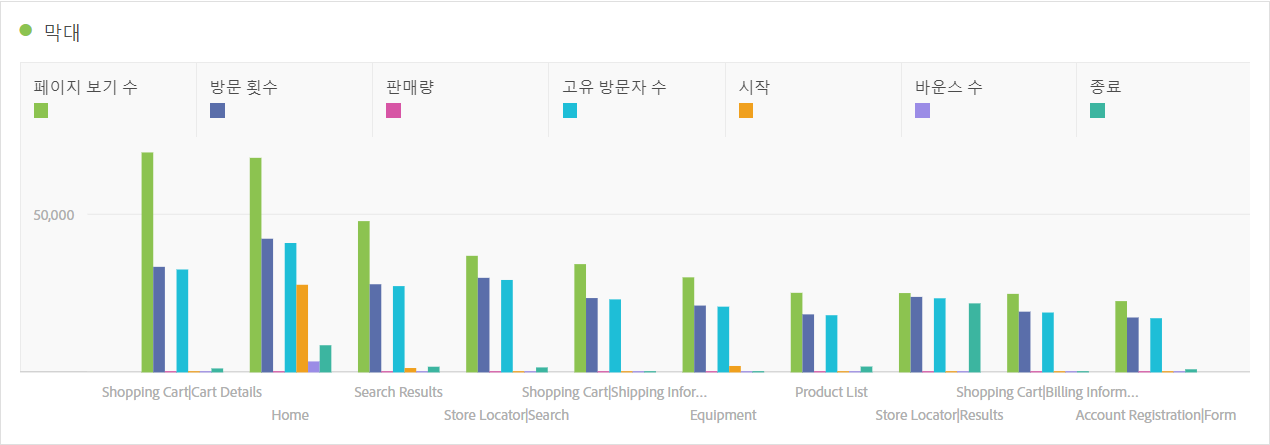 막대
페이지 보기 수 방문 횟수 판매량 고유 방문자 수 시작 바운스 수 종료
50,000
Shopping Cart|Cart Details Search Results Shopping Cart|Shipping Infor... Product List Shopping Cart|Billing Inform...
Home Store Locator|Search Equipment Store Locator|Results Account Registration|Form